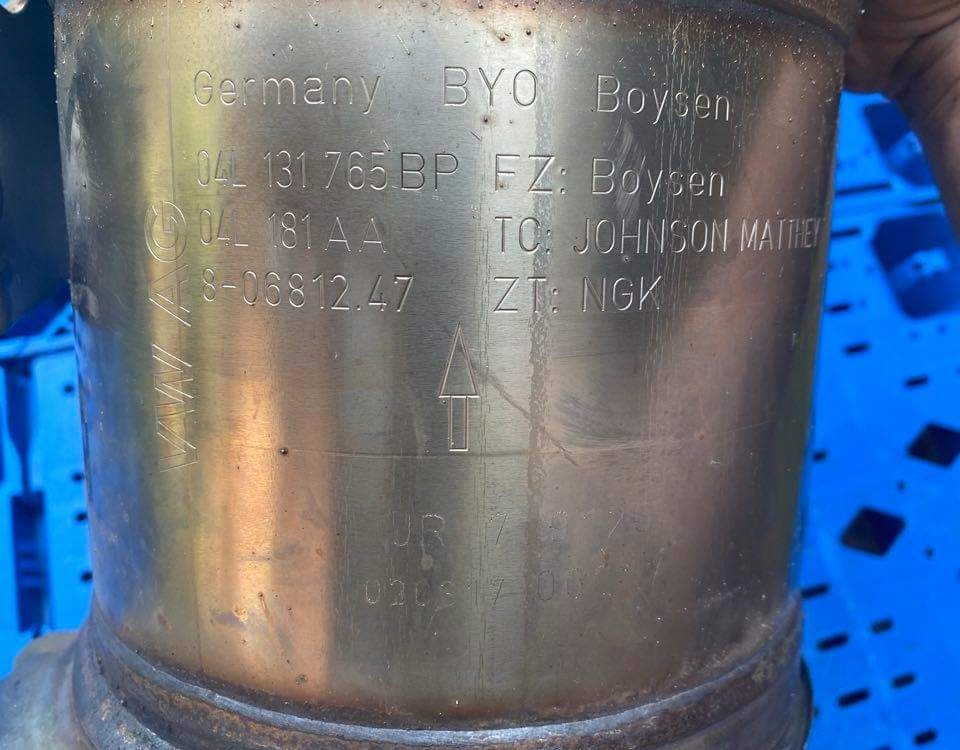 Germany BYO Boysen
04L 131 765 BP FZ: Boysen
04L 181 AA TC: JOHNSON MATTHEY
8-06812.47 ZT: NGK
VW AG
JR